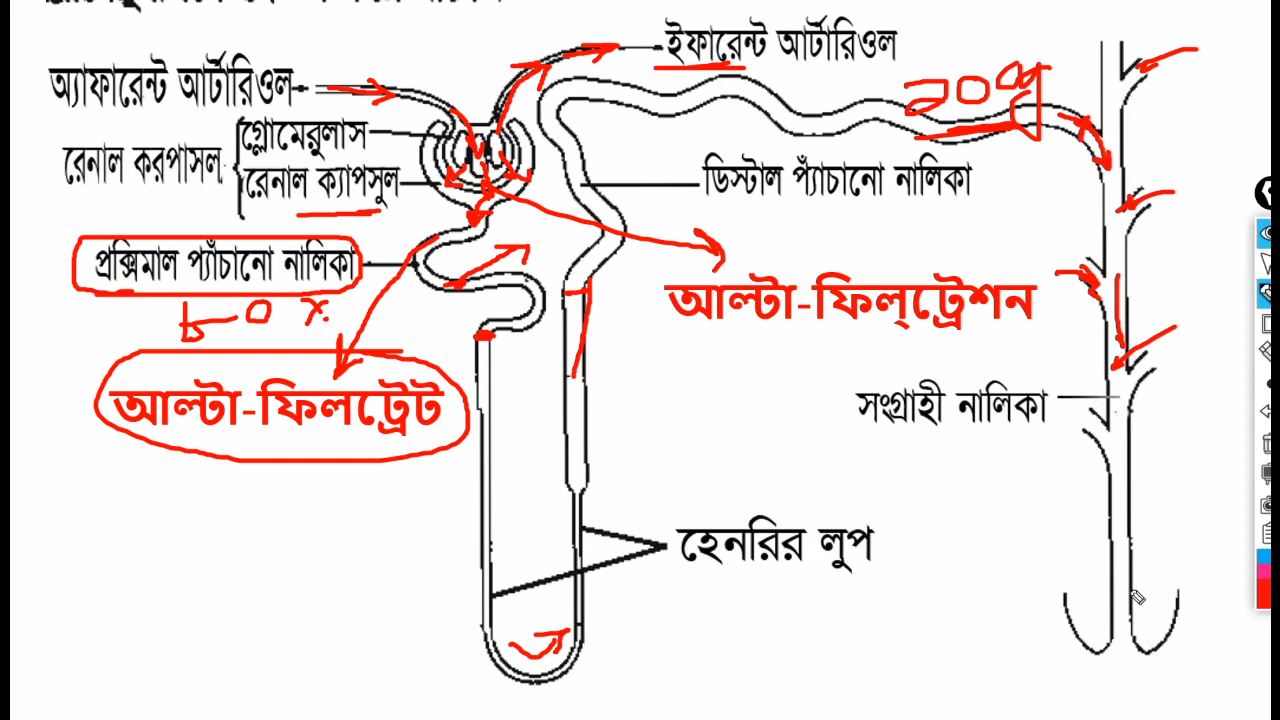 ইফারেন্ট আর্টারিওল
অ্যাফারেন্ট আর্টারিওল
গ্লোমেরুলাস
রেনাল করপাসল
রেনাল ক্যাপসুল
২০%
ডিস্টাল প্যাঁচানো নালিকা
প্রক্সিমাল প্যাঁচানো নালিকা
৮০%
আল্টা-ফিল্ট্রেশন
আল্টা-ফিলট্রেট
সংগ্রাহী নালিকা
হেনরির লুপ